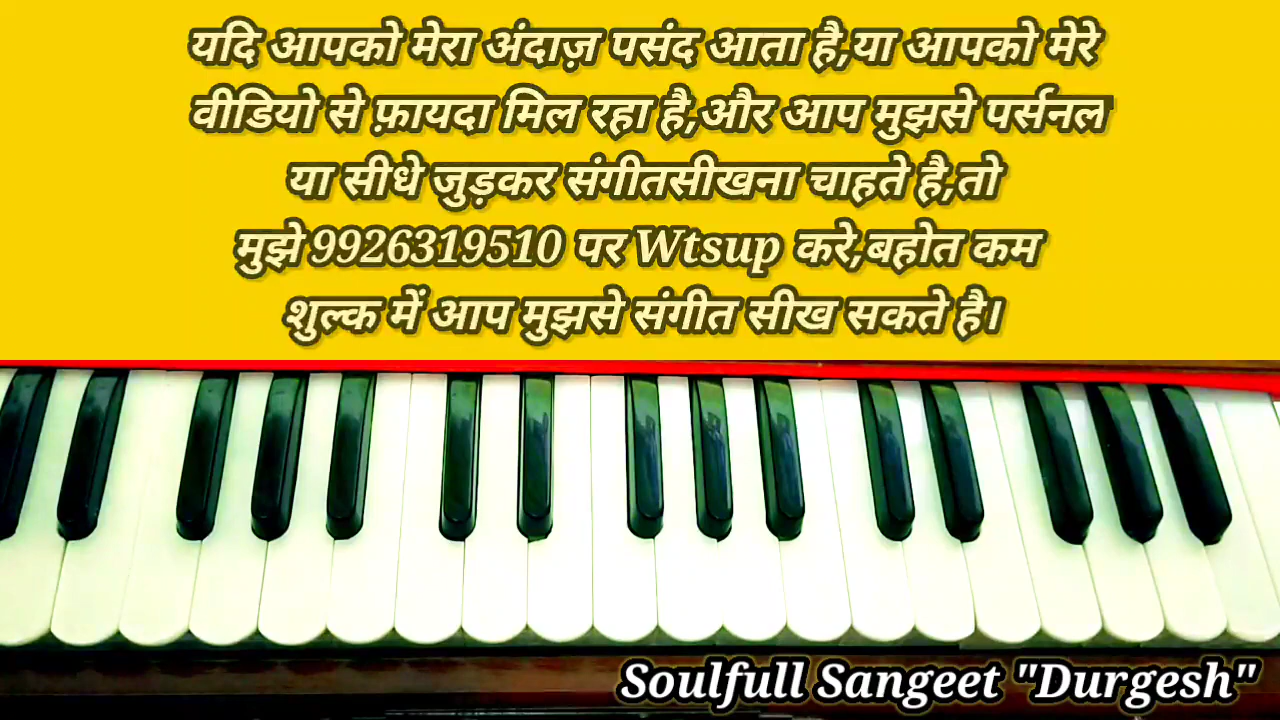 यदि आपको मेरा अंदाज़ पसंद आता है,या आपको मेरे
वीडियो से फ़ायदा मिल रहा है,और आप मुझसे पर्सनल
या सीधे जुड़कर संगीतसीखना चाहते है,तो
मुझे 9926319510 पर Wtsup करे,बहोत कम
शुल्क में आप मुझसे संगीत सीख सकते है।
Soulfull Sangeet "Durgesh"